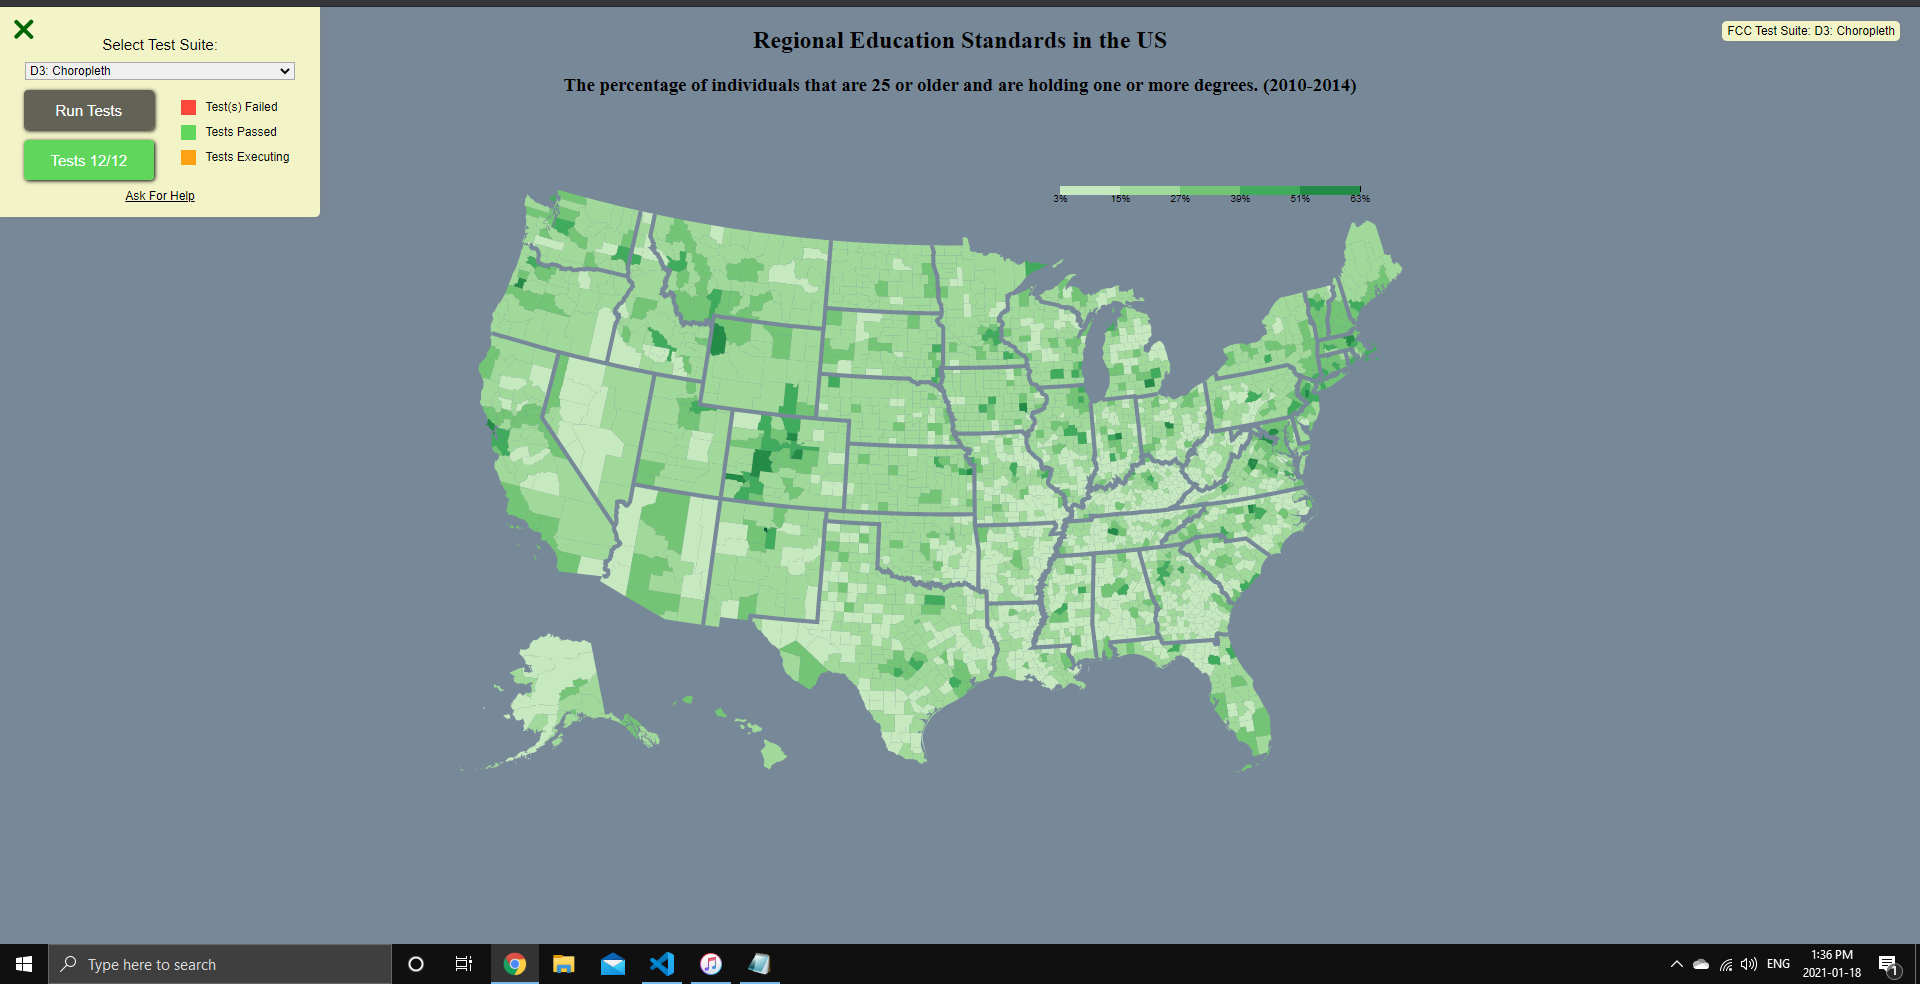 Select Test Suite:
D3: Choropleth
Run Tests
Tests 12/12
Test(s) Failed
Tests Passed
Tests Executing
Ask For Help
Regional Education Standards in the US
The percentage of individuals that are 25 or older and are holding one or more degrees. (2010-2014)
FCC Test Suite: D3: Choropleth
3% 15% 27% 39% 51% 63%
Type here to search
ENG
1:36 PM
2021-01-18
1